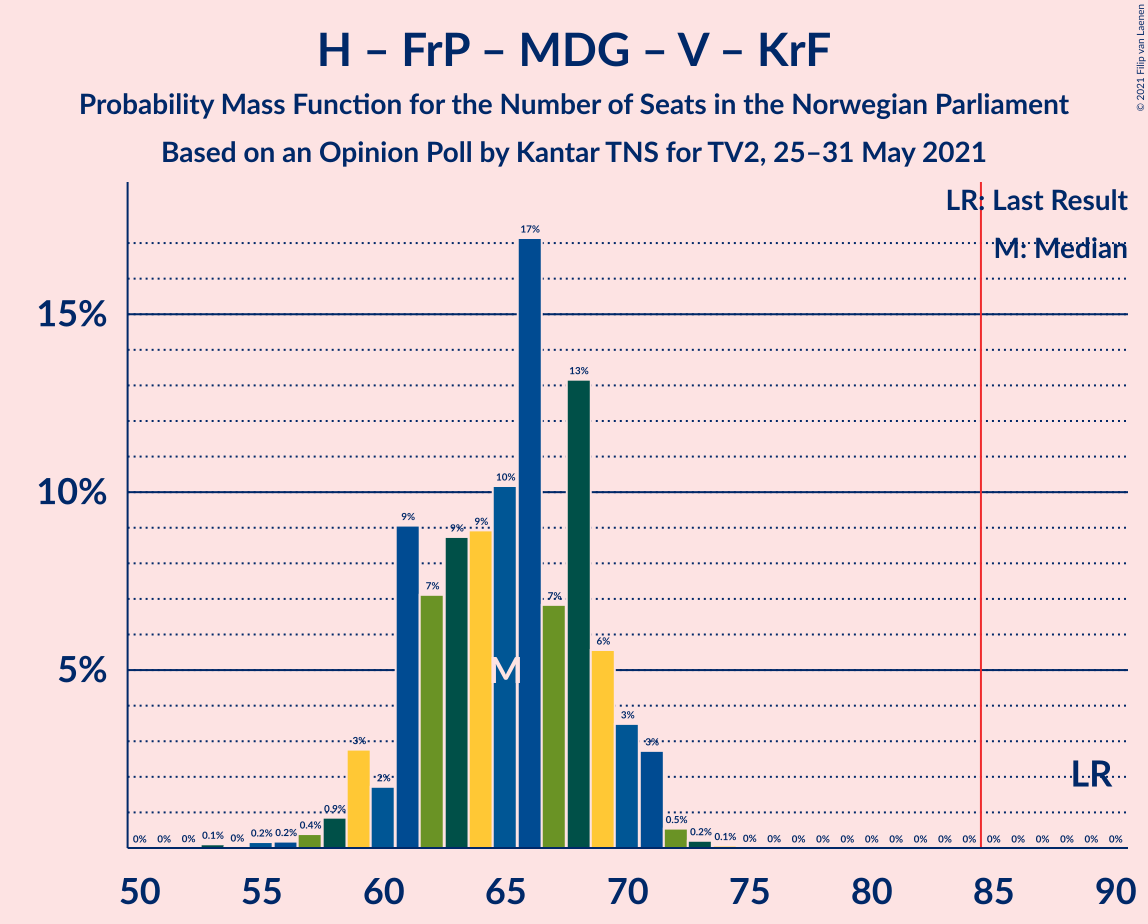 H – FrP – MDG – V – KrF
Probability Mass Function for the Number of Seats in the Norwegian Parliament
Based on an Opinion Poll by Kantar TNS for TV2, 25–31 May 2021
© 2021 Filip van Laenen
LR: Last Result
M: Median
15%
10%
5%
0% 0% 0% 0.1% 0% 0.2% 0.2% 0.4% 0.9% 3% 2% 9% 7% 9% 9% 10% 17% 7% 13% 6% 3% 3% 0.5% 0.2% 0.1% 0% 0% 0% 0% 0% 0% 0% 0% 0% 0% 0% 0% 0% 0% 0% 0%
M
LR
50 55 60 65 70 75 80 85 90